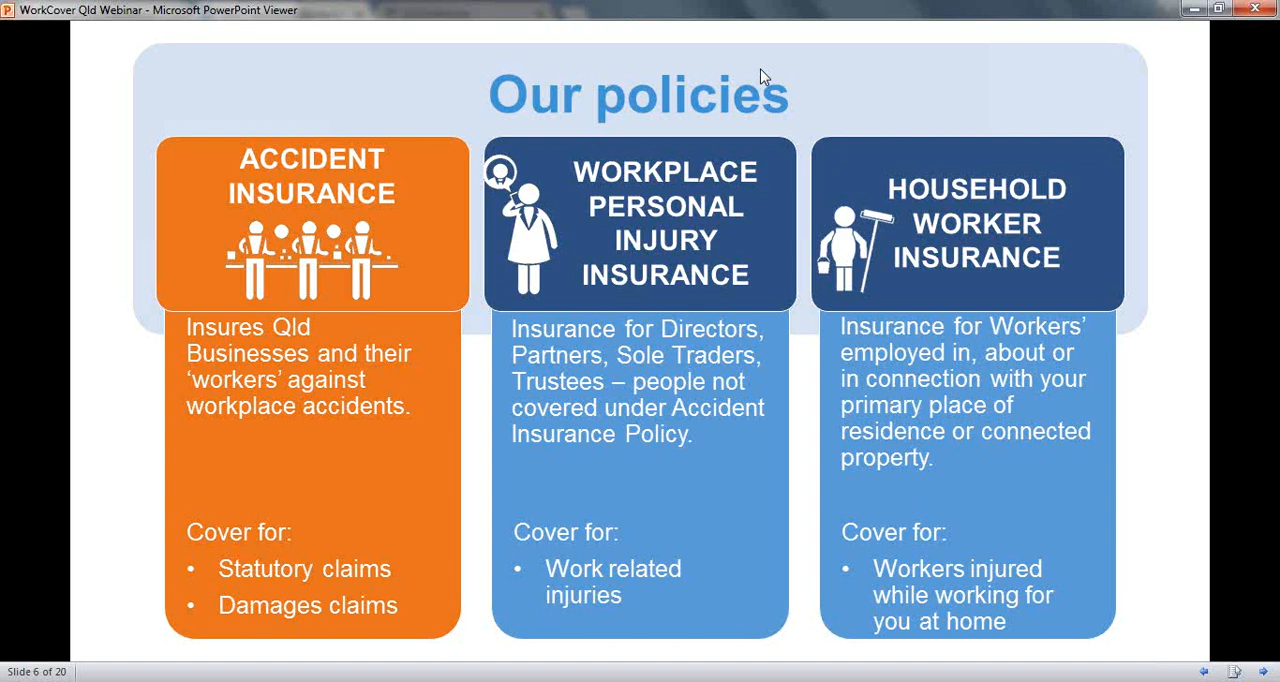 WorkCover Qld Webinar - Microsoft PowerPoint Viewer
Our policies
ACCIDENT
INSURANCE
Insures Qld
Businesses and their
‘workers’ against
workplace accidents.
Cover for:
• Statutory claims
• Damages claims
WORKPLACE
PERSONAL
INJURY
INSURANCE
Insurance for Directors,
Partners, Sole Traders,
Trustees – people not
covered under Accident
Insurance Policy.
Cover for:
• Work related
injuries
HOUSEHOLD
WORKER
INSURANCE
Insurance for Workers’
employed in, about or
in connection with your
primary place of
residence or connected
property.
Cover for:
• Workers injured
while working for
you at home
Slide 6 of 20